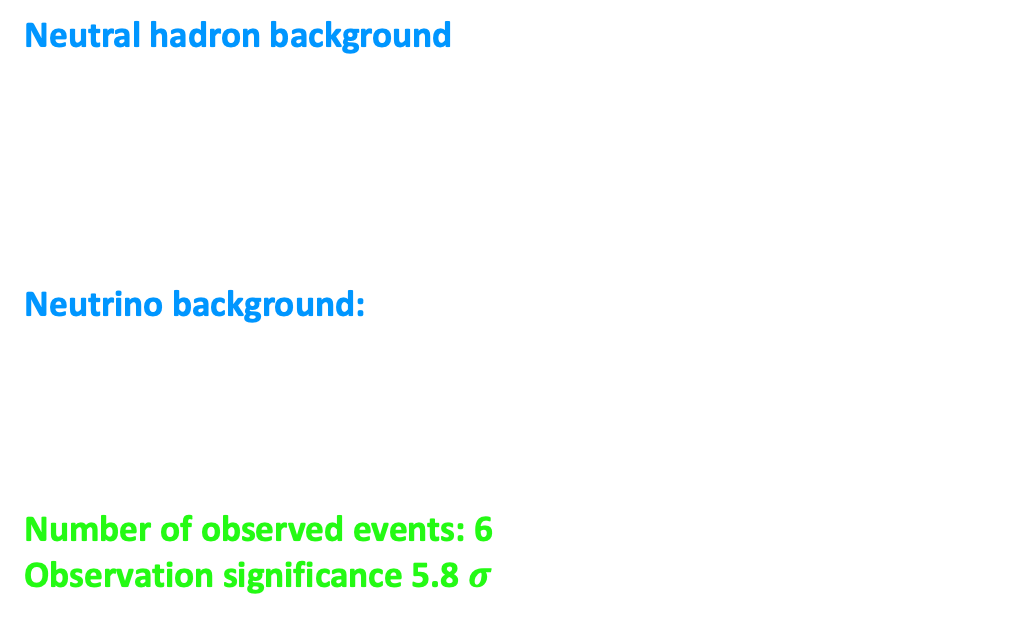 Neutral hadron background
Neutrino background:
Number of observed events: 6
Observation significance 5.8 σ